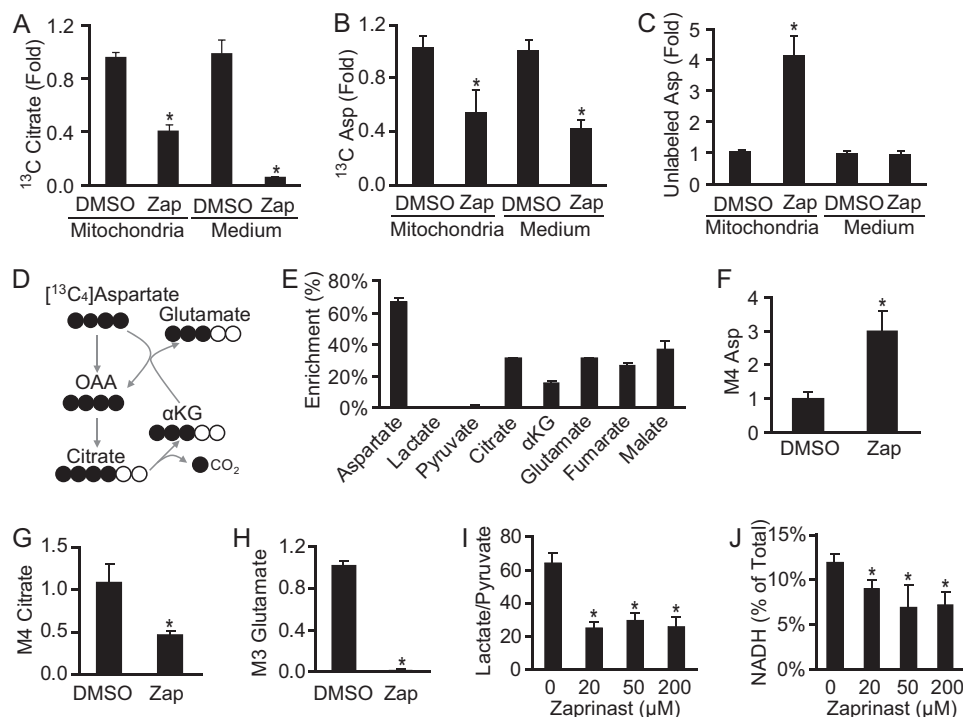 A
¹³C Citrate (Fold)
1.2
0.8
0.4
0.0
*
*
DMSO Zap DMSO Zap
Mitochondria Medium
B
¹³C Asp (Fold)
1.2
0.8
0.4
0.0
*
*
DMSO Zap DMSO Zap
Mitochondria Medium
C
Unlabeled Asp (Fold)
5
4
3
2
1
0
*
DMSO Zap DMSO Zap
Mitochondria Medium
D
[¹³C₄]Aspartate
Glutamate
OAA
αKG
Citrate
CO₂
E
Enrichment (%)
80%
60%
40%
20%
0%
Aspartate
Lactate
Pyruvate
Citrate
αKG
Glutamate
Fumarate
Malate
F
M4 Asp
4
3
2
1
0
*
DMSO Zap
G
M4 Citrate
1.5
1.0
0.5
0.0
*
DMSO Zap
H
M3 Glutamate
1.2
0.8
0.4
0.0
*
DMSO Zap
I
Lactate/Pyruvate
80
60
40
20
0
* * *
0 20 50 200
Zaprinast (µM)
J
NADH (% of Total)
15%
10%
5%
0%
* * *
0 20 50 200
Zaprinast (µM)